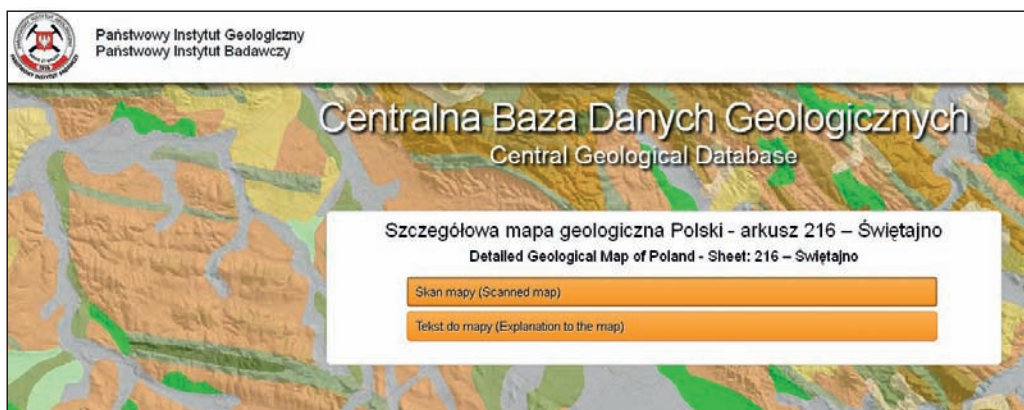 Państwowy Instytut Geologiczny
Państwowy Instytut Badawczy
Centralna Baza Danych Geologicznych
Central Geological Database
Szczegółowa mapa geologiczna Polski - arkusz 216 – Świętajno
Detailed Geological Map of Poland - Sheet: 216 – Świętajno
Skan mapy (Scanned map)
Tekst do mapy (Explanation to the map)